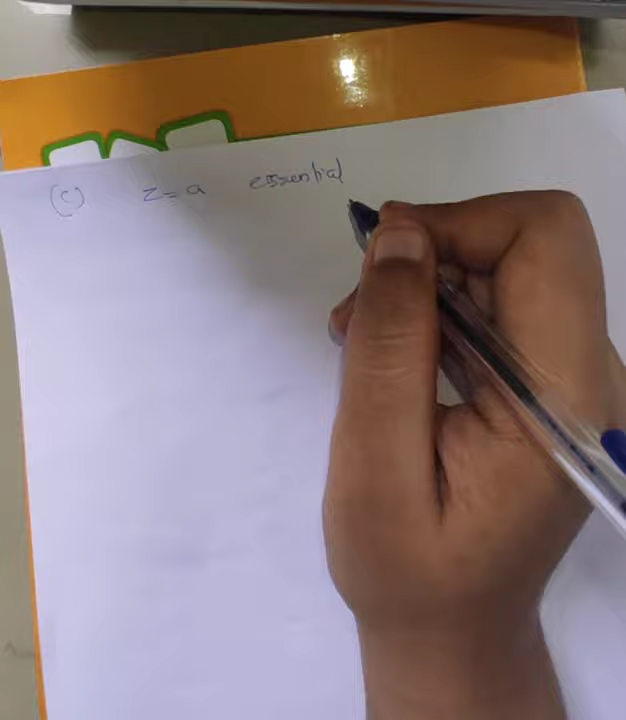 (c) z = a essential